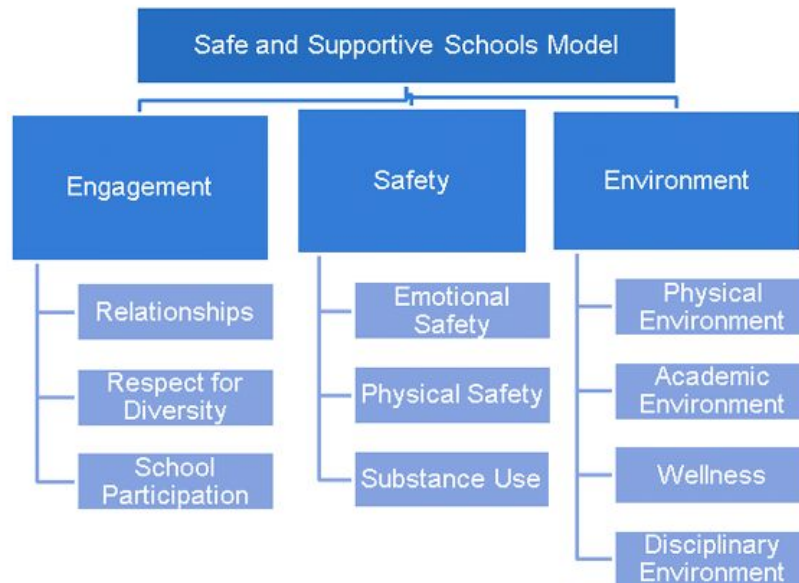 Safe and Supportive Schools Model
Engagement
Relationships
Respect for
Diversity
School
Participation
Safety
Emotional
Safety
Physical Safety
Substance Use
Environment
Physical
Environment
Academic
Environment
Wellness
Disciplinary
Environment